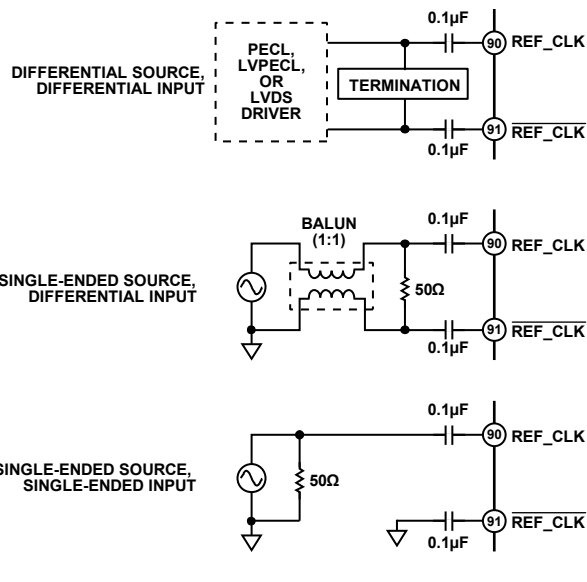 0.1µF
90 REF_CLK
DIFFERENTIAL SOURCE,
DIFFERENTIAL INPUT
PECL,
LVPECL,
OR
LVDS
DRIVER
TERMINATION
91 REF_CLK
0.1µF
BALUN
(1:1)
0.1µF
90 REF_CLK
SINGLE-ENDED SOURCE,
DIFFERENTIAL INPUT
50Ω
91 REF_CLK
0.1µF
0.1µF
90 REF_CLK
SINGLE-ENDED SOURCE,
SINGLE-ENDED INPUT
50Ω
91 REF_CLK
0.1µF